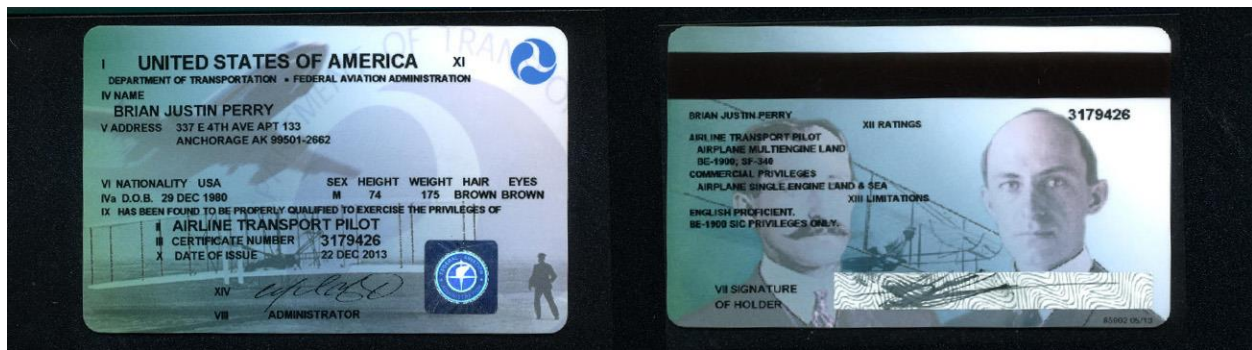 I UNITED STATES OF AMERICA XI
DEPARTMENT OF TRANSPORTATION • FEDERAL AVIATION ADMINISTRATION
IV NAME
BRIAN JUSTIN PERRY
V ADDRESS 337 E 4TH AVE APT 133
ANCHORAGE AK 99501-2662
VI NATIONALITY USA SEX HEIGHT WEIGHT HAIR EYES
IVa D.O.B. 29 DEC 1980 M 74 175 BROWN BROWN
IX HAS BEEN FOUND TO BE PROPERLY QUALIFIED TO EXERCISE THE PRIVILEGES OF
II AIRLINE TRANSPORT PILOT
III CERTIFICATE NUMBER 3179426
X DATE OF ISSUE 22 DEC 2013
XIV
VIII ADMINISTRATOR
BRIAN JUSTIN PERRY 3179426
XII RATINGS
AIRLINE TRANSPORT PILOT
AIRPLANE MULTIENGINE LAND
BE-1900; SF-340
COMMERCIAL PRIVILEGES
AIRPLANE SINGLE ENGINE LAND & SEA
XIII LIMITATIONS
ENGLISH PROFICIENT.
BE-1900 SIC PRIVILEGES ONLY.
VII SIGNATURE
OF HOLDER